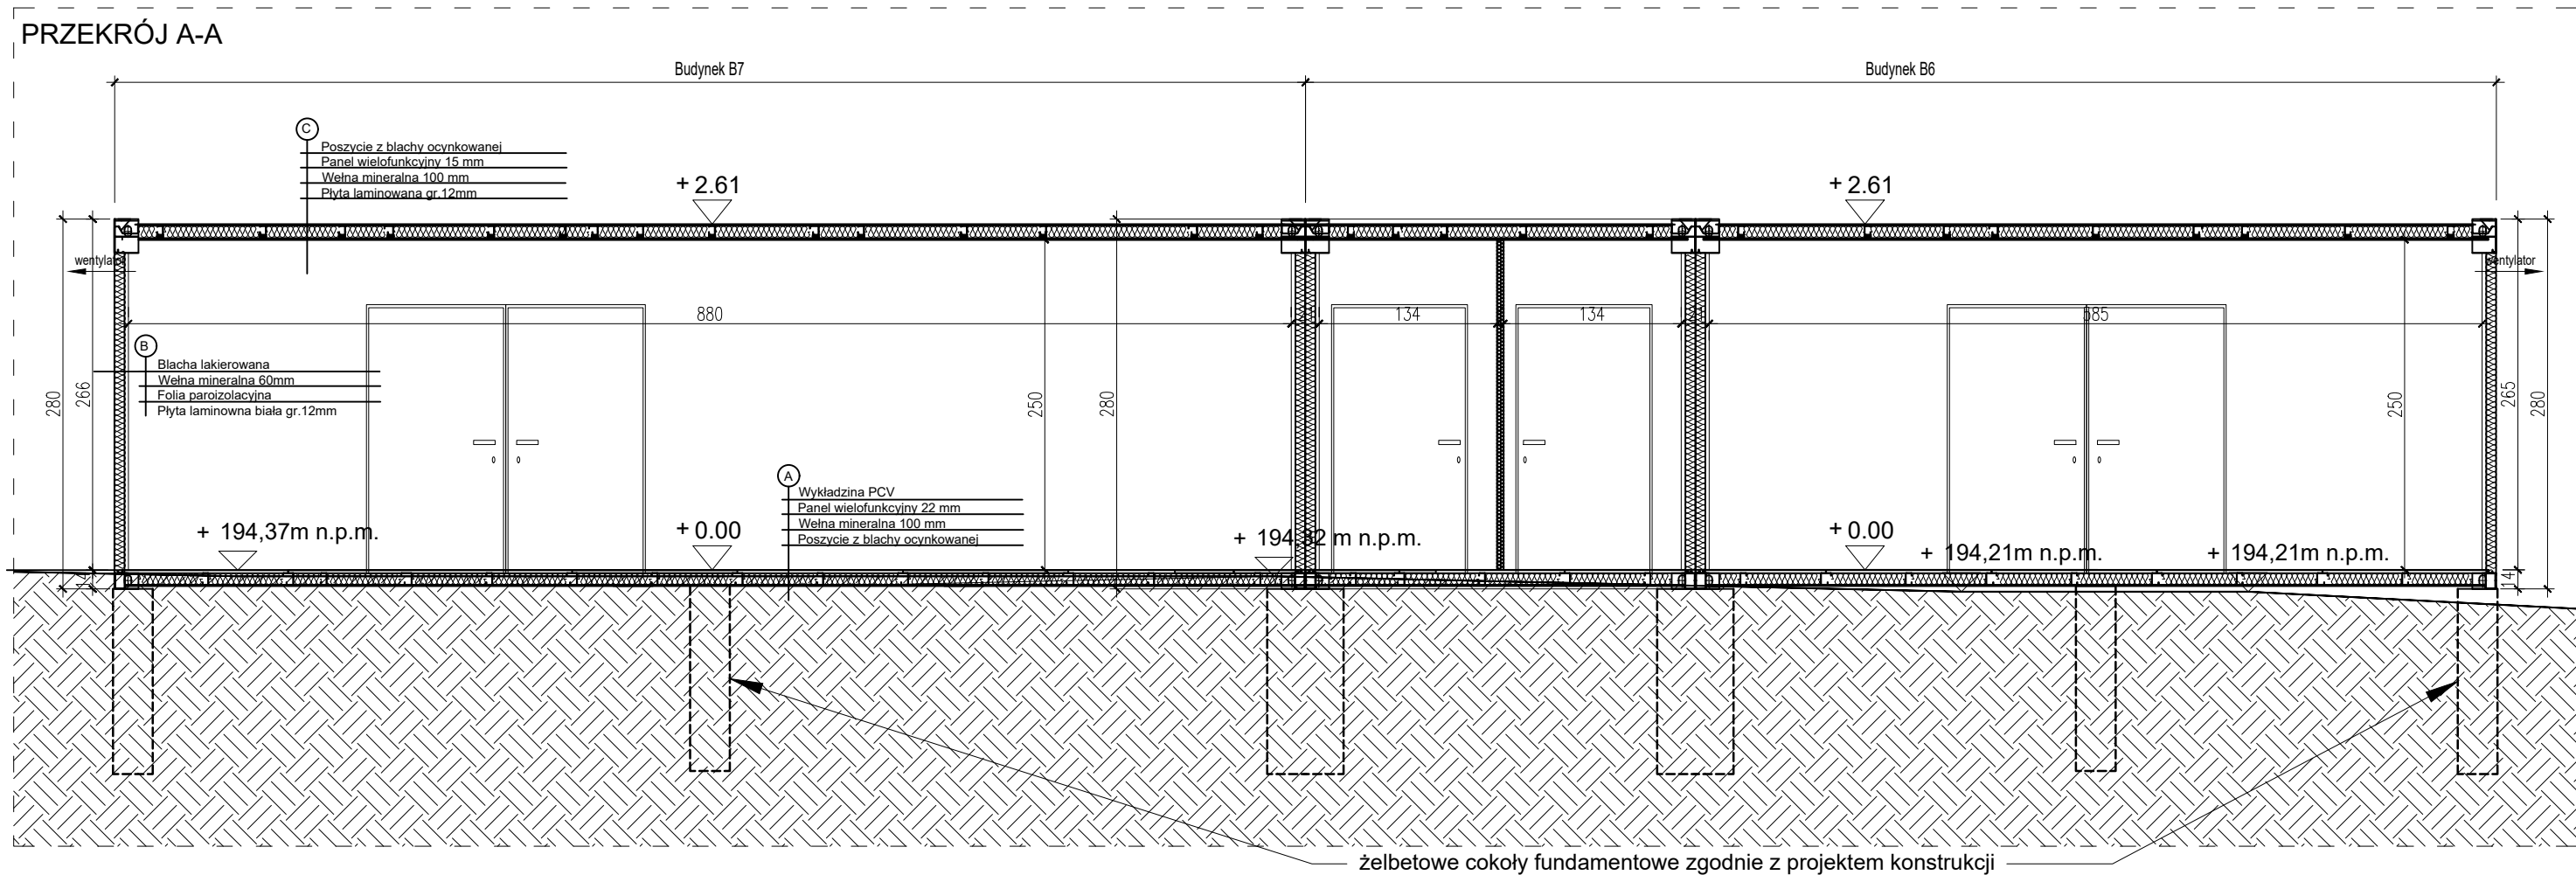 PRZEKRÓJ A-A
Budynek B7
Budynek B6
C
Poszycie z blachy ocynkowanej
Panel wielofunkcyjny 15 mm
Wełna mineralna 100 mm
Płyta laminowana gr.12mm
+ 2.61
+ 2.61
wentylator
wentylator
880
134
134
585
B
Blacha lakierowana
Wełna mineralna 60mm
Folia paroizolacyjna
Płyta laminowna biała gr.12mm
280
266
250
280
250
265
280
A
Wykładzina PCV
Panel wielofunkcyjny 22 mm
Wełna mineralna 100 mm
Poszycie z blachy ocynkowanej
+ 194,37m n.p.m.
+ 0.00
+ 194,32 m n.p.m.
+ 0.00
+ 194,21m n.p.m.
+ 194,21m n.p.m.
14
żelbetowe cokoły fundamentowe zgodnie z projektem konstrukcji